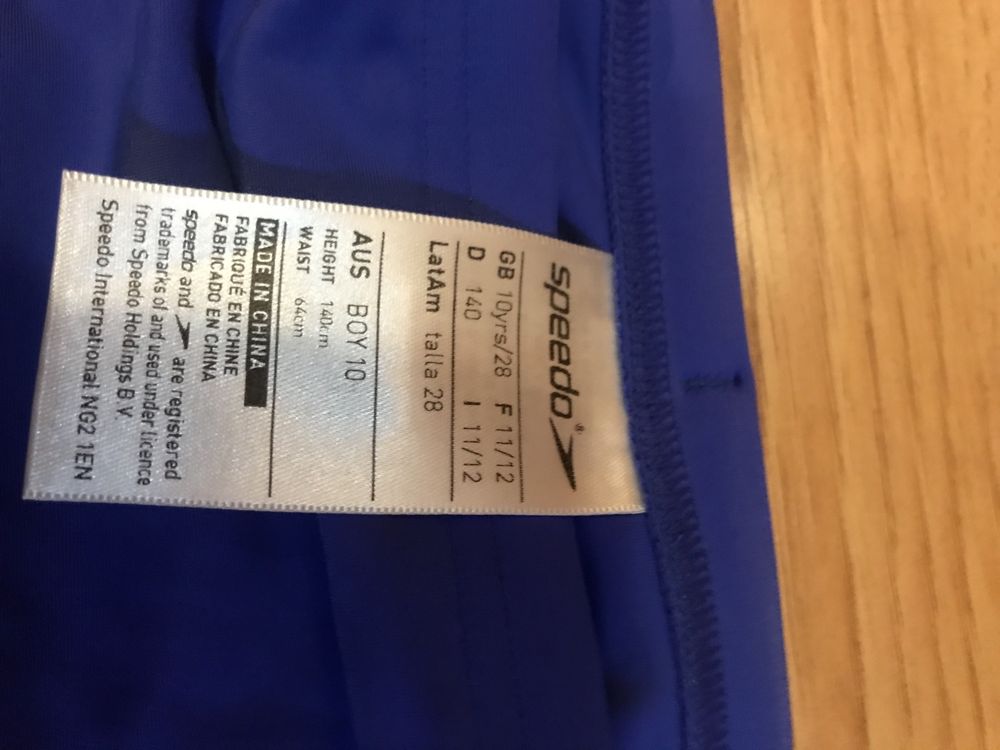 speedo®
GB 10yrs/28 F 11/12
D 140 I 11/12
LatAm talla 28
AUS BOY 10
HEIGHT 140cm
WAIST 64cm
MADE IN CHINA
FABRIQUÉ EN CHINE
FABRICADO EN CHINA
speedo and are registered
trademarks of and used under licence
from Speedo Holdings B.V.
Speedo International NG2 1EN